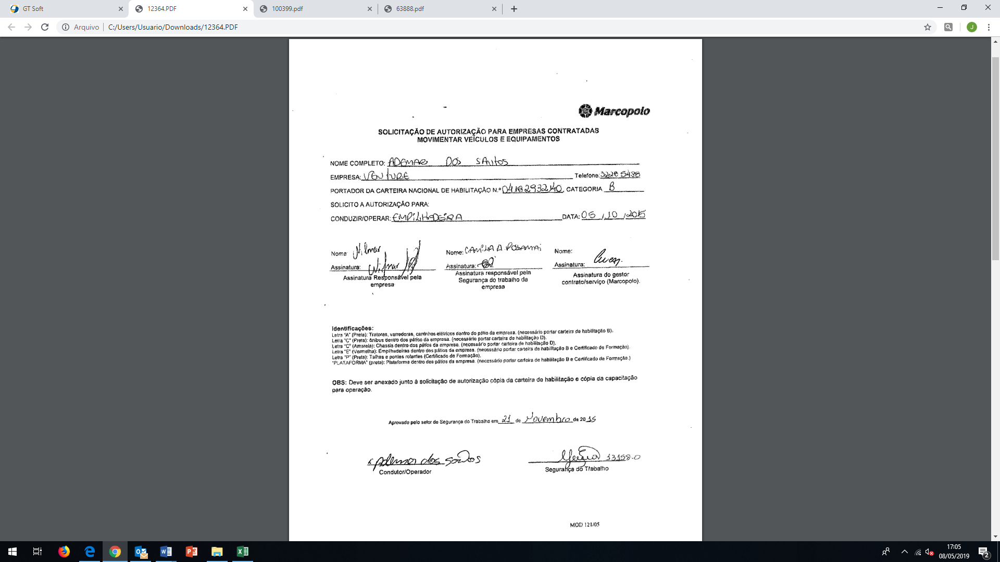 GT Soft
12364.PDF
100399.pdf
63888.pdf
Arquivo
C:/Users/Usuario/Downloads/12364.PDF
J
Marcopolo
SOLICITAÇÃO DE AUTORIZAÇÃO PARA EMPRESAS CONTRATADAS
MOVIMENTAR VEÍCULOS E EQUIPAMENTOS
NOME COMPLETO: ADEMAR DOS SANTOS
EMPRESA: VENTURE Telefone: 3228 5438
PORTADOR DA CARTEIRA NACIONAL DE HABILITAÇÃO N.º 04182932140, CATEGORIA B
SOLICITO A AUTORIZAÇÃO PARA:
CONDUZIR/OPERAR: EMPILHADEIRA DATA: 05 / 10 / 2015
Nome Nilmar
Nome: CAMILA A. POSSAMAI
Nome:
Assinatura: Nilmar
Assinatura:
Assinatura:
Assinatura Responsável pela
empresa
Assinatura responsável pela
Segurança do trabalho da
empresa
Assinatura do gestor
contrato/serviço (Marcopolo).
Identificações:
Letra "A" (Preta): Tratores, varredoras, carrinhos elétricos dentro do pátio da empresa. (necessário portar carteira de habilitação B).
Letra "C" (Preta): ônibus dentro dos pátios da empresa. (necessário portar carteira de habilitação D).
Letra "C" (Amarela): Chassis dentro dos pátios da empresa. (necessário portar carteira de habilitação D).
Letra "E" (Vermelha): Empilhadeiras dentro dos pátios da empresa. (necessário portar carteira de habilitação B e Certificado de Formação).
Letra "P" (Preta): Talhas e pontes rolantes (Certificado de Formação).
"PLATAFORMA" (preta): Plataforma dentro dos pátios da empresa. (necessário portar carteira de habilitação B e Certificado de Formação.)
OBS: Deve ser anexado junto à solicitação de autorização cópia da carteira de habilitação e cópia da capacitação
para operação.
Aprovado pelo setor de Segurança do Trabalho em 21 de Novembro de 2015
Ademar dos Santos
13158-0
Condutor/Operador
Segurança do Trabalho
MOD 121/05
17:05
08/05/2019
2